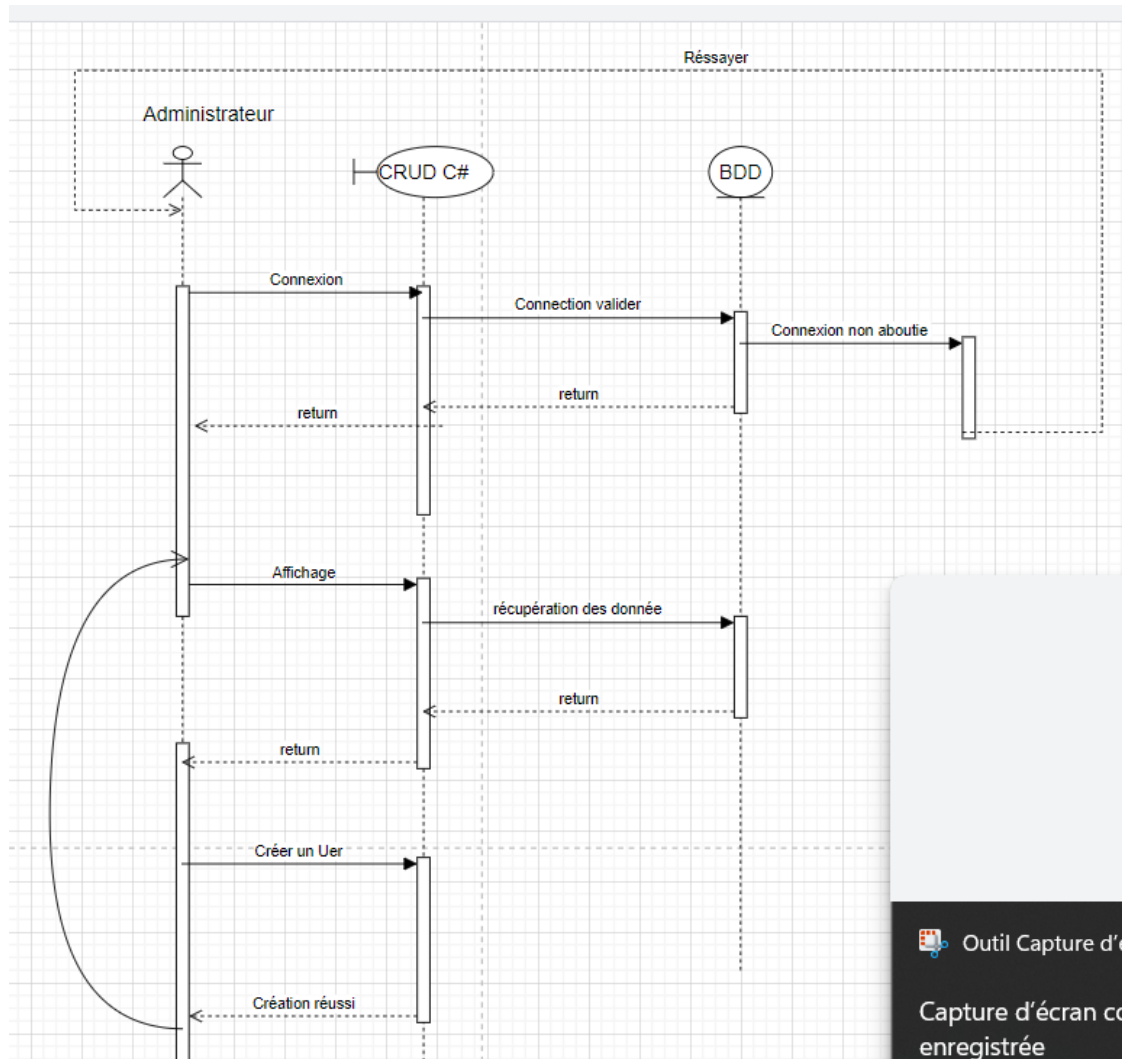 Réssayer
Administrateur
CRUD C#
BDD
Connexion
Connection valider
Connexion non aboutie
return
return
Affichage
récupération des donnée
return
return
Créer un Uer
Outil Capture d'é
Création réussi
Capture d'écran co
enregistrée